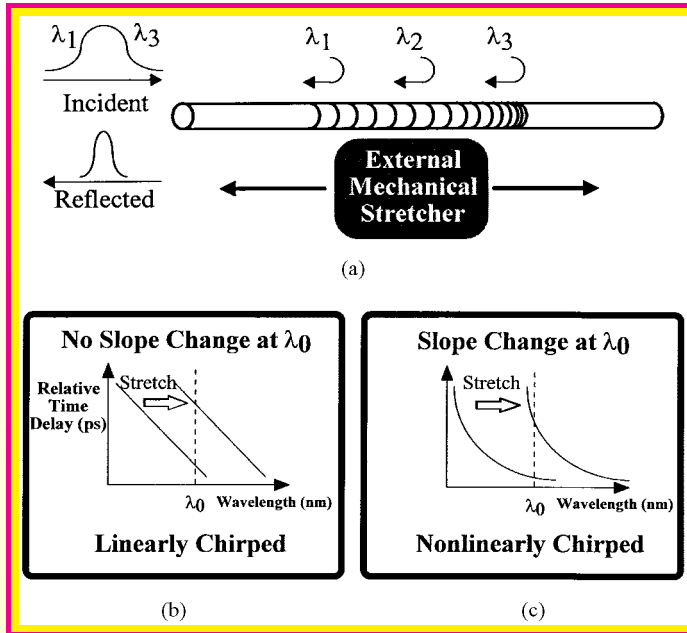 λ1 λ3
Incident
Reflected
λ1 λ2 λ3
External
Mechanical
Stretcher
(a)
No Slope Change at λ0
Relative
Time
Delay (ps)
Stretch
λ0 Wavelength (nm)
Linearly Chirped
(b)
Slope Change at λ0
Stretch
λ0 Wavelength (nm)
Nonlinearly Chirped
(c)